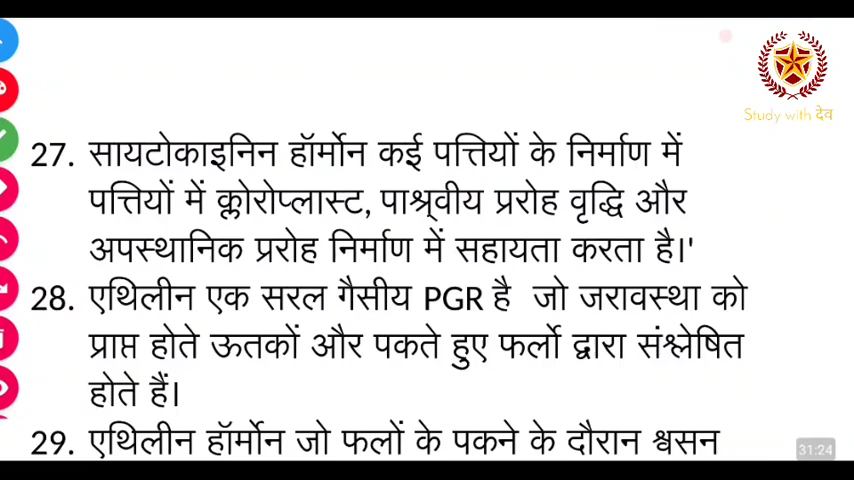 Study with देव
27. सायटोकाइनिन हॉर्मोन कई पत्तियों के निर्माण में
पत्तियों में क्लोरोप्लास्ट, पाश्र्वीय प्ररोह वृद्धि और
अपस्थानिक प्ररोह निर्माण में सहायता करता है।'
28. एथिलीन एक सरल गैसीय PGR है जो जरावस्था को
प्राप्त होते ऊतकों और पकते हुए फर्लो द्वारा संश्लेषित
होते हैं।
29. एथिलीन हॉर्मोन जो फलों के पकने के दौरान श्वसन
31:24